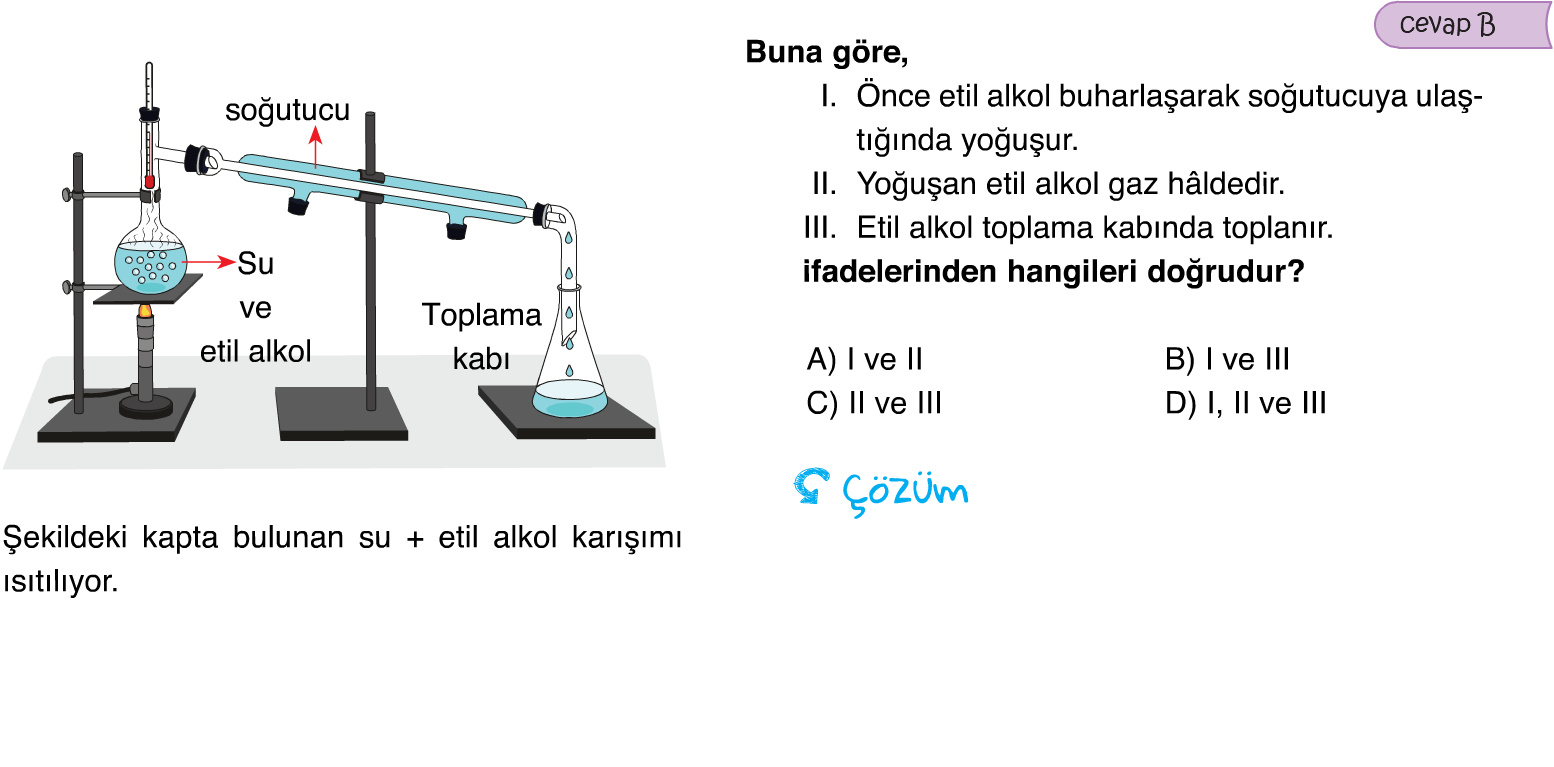 soğutucu
Su
ve
etil alkol
Toplama
kabı
Şekildeki kapta bulunan su + etil alkol karışımı
ısıtılıyor.
cevap B
Buna göre,
I. Önce etil alkol buharlaşarak soğutucuya ulaş-
tığında yoğuşur.
II. Yoğuşan etil alkol gaz hâldedir.
III. Etil alkol toplama kabında toplanır.
ifadelerinden hangileri doğrudur?
A) I ve II B) I ve III
C) II ve III D) I, II ve III
Çözüm